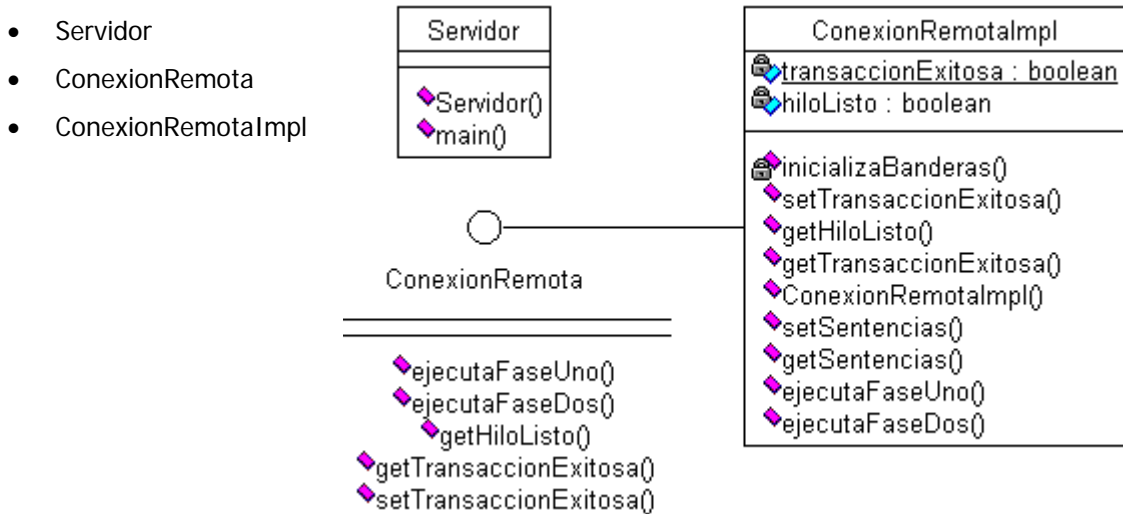 • Servidor
• ConexionRemota
• ConexionRemotaImpl
Servidor
Servidor()
main()
ConexionRemota
ejecutaFaseUno()
ejecutaFaseDos()
getHiloListo()
getTransaccionExitosa()
setTransaccionExitosa()
ConexionRemotaImpl
transaccionExitosa : boolean
hiloListo : boolean
inicializaBanderas()
setTransaccionExitosa()
getHiloListo()
getTransaccionExitosa()
ConexionRemotaImpl()
setSentencias()
getSentencias()
ejecutaFaseUno()
ejecutaFaseDos()